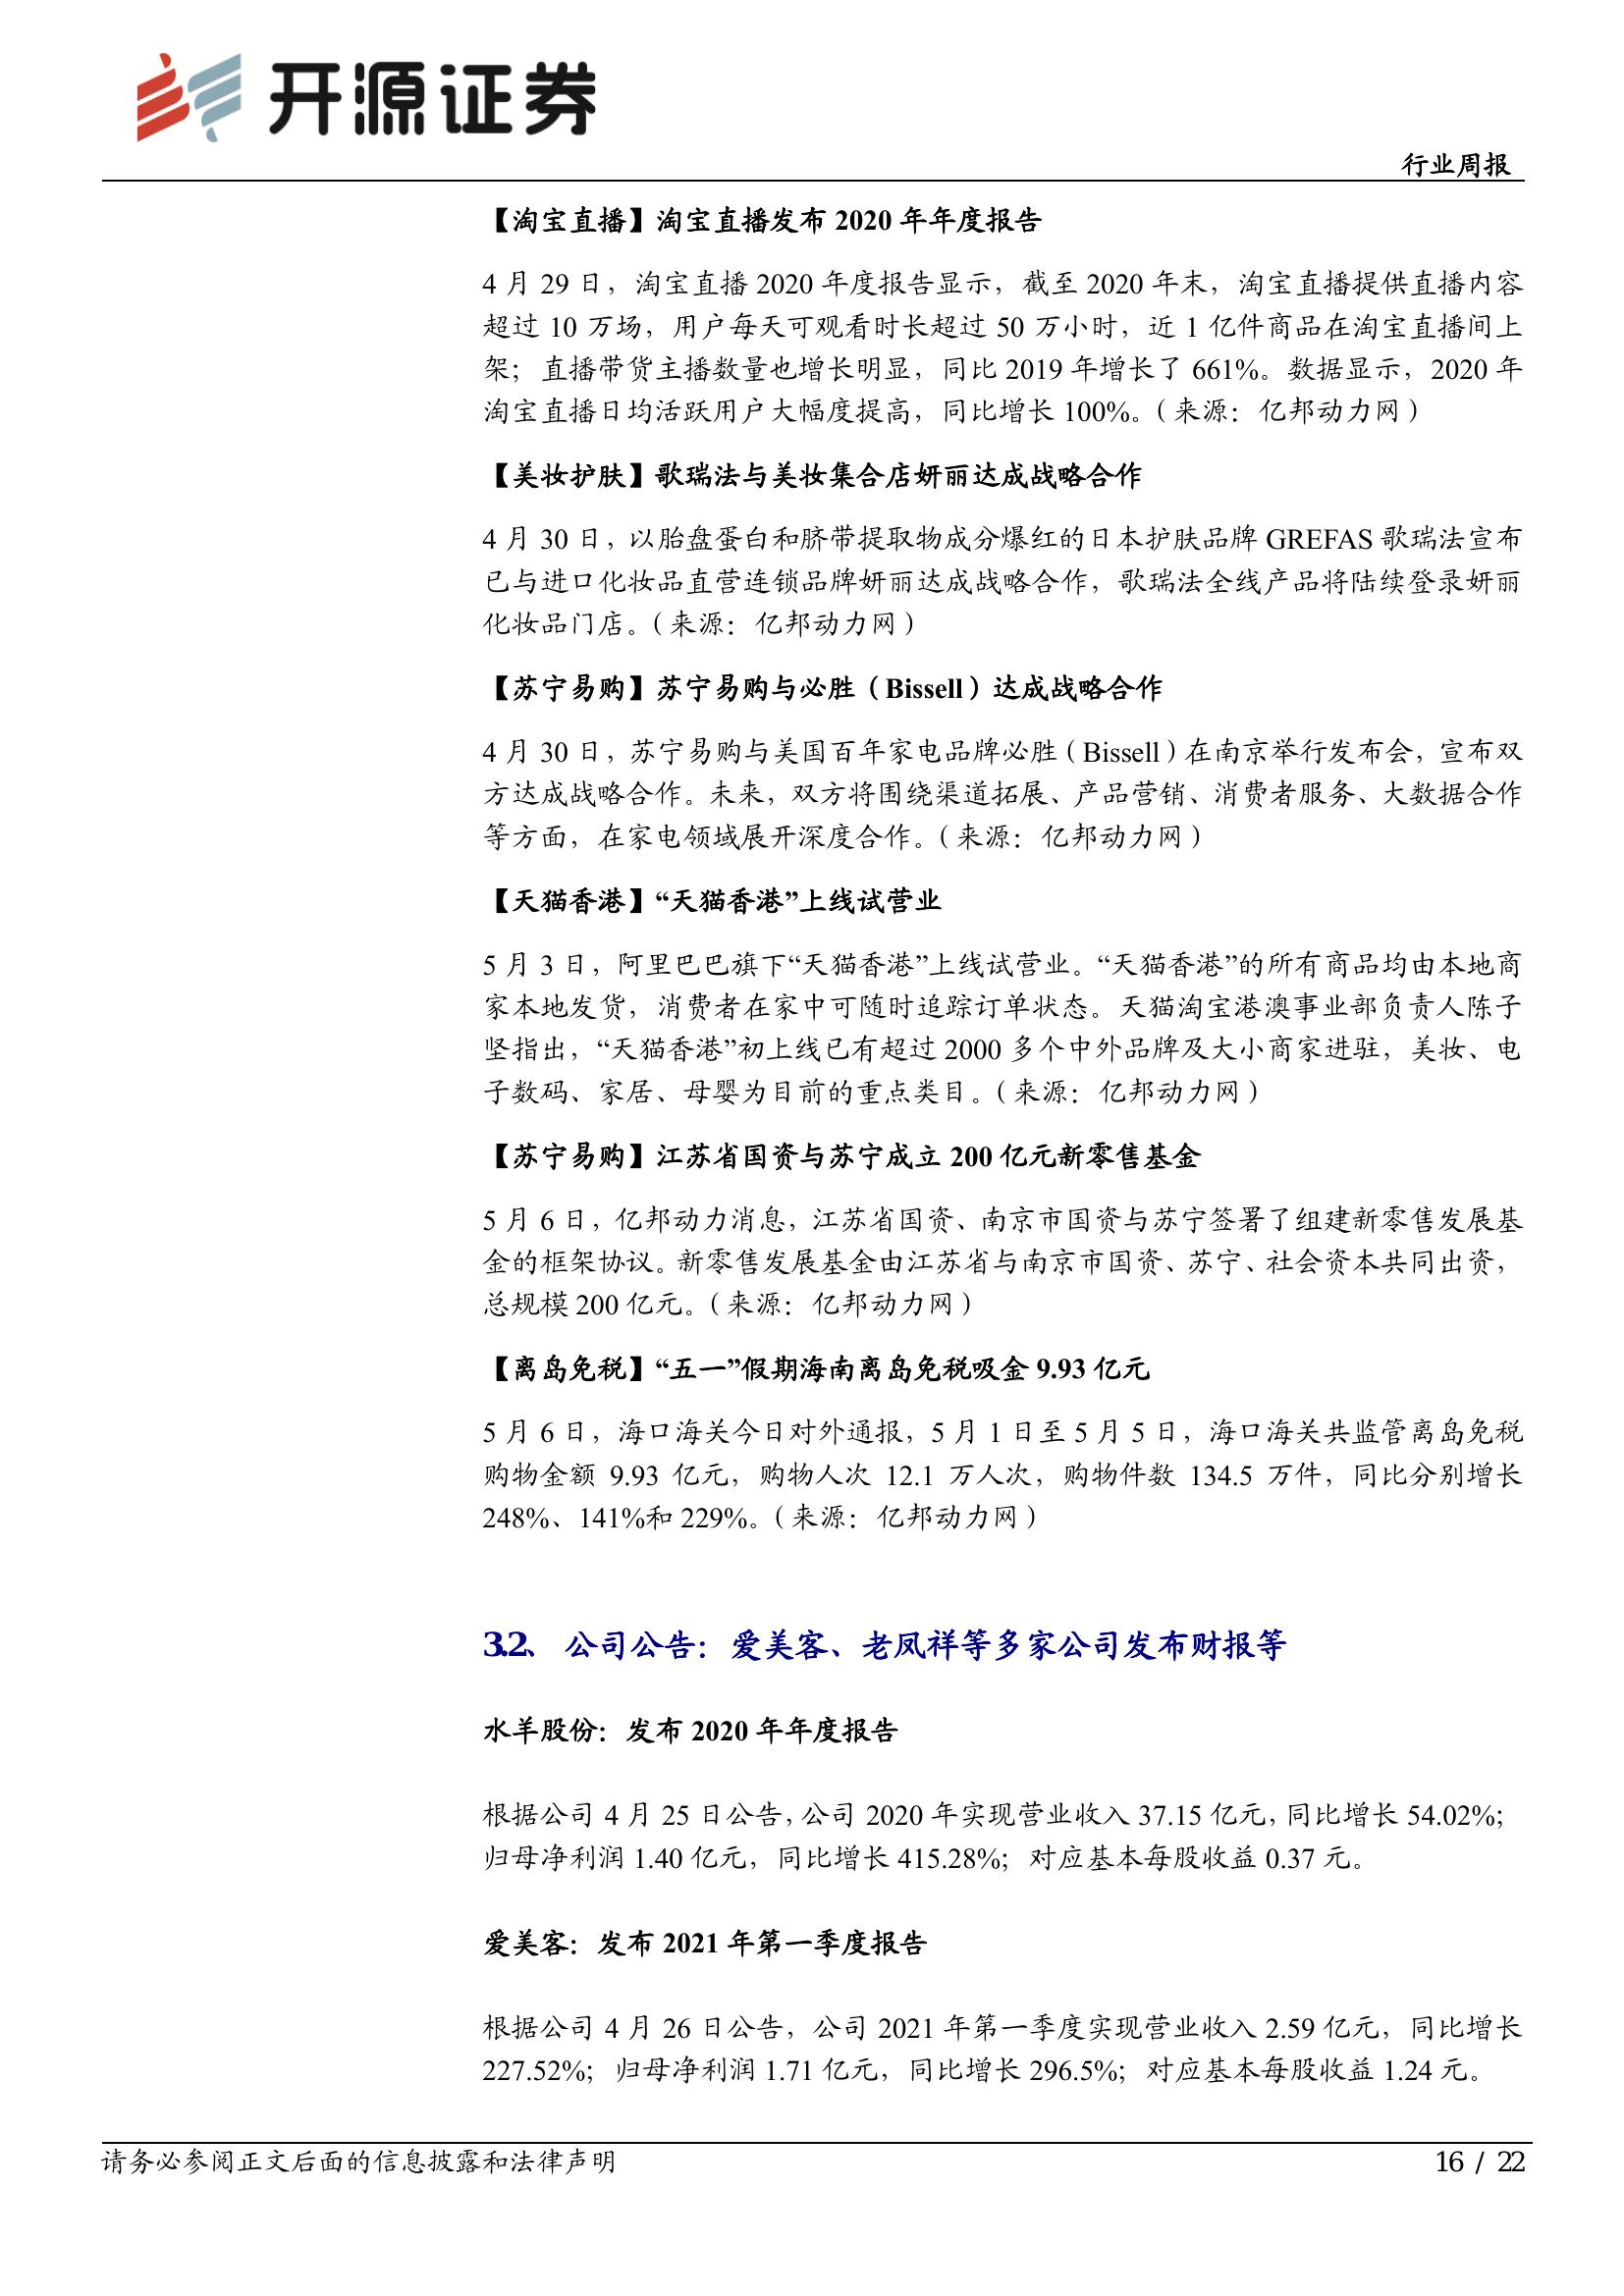 开源证券
行业周报
【淘宝直播】淘宝直播发布 2020 年年度报告
4 月 29 日，淘宝直播 2020 年度报告显示，截至 2020 年末，淘宝直播提供直播内容
超过 10 万场，用户每天可观看时长超过 50 万小时，近 1 亿件商品在淘宝直播间上
架；直播带货主播数量也增长明显，同比 2019 年增长了 661%。数据显示，2020 年
淘宝直播日均活跃用户大幅度提高，同比增长 100%。（来源：亿邦动力网）
【美妆护肤】歌瑞法与美妆集合店妍丽达成战略合作
4 月 30 日，以胎盘蛋白和脐带提取物成分爆红的日本护肤品牌 GREFAS 歌瑞法宣布
已与进口化妆品直营连锁品牌妍丽达成战略合作，歌瑞法全线产品将陆续登录妍丽
化妆品门店。（来源：亿邦动力网）
【苏宁易购】苏宁易购与必胜（Bissell）达成战略合作
4 月 30 日，苏宁易购与美国百年家电品牌必胜（Bissell）在南京举行发布会，宣布双
方达成战略合作。未来，双方将围绕渠道拓展、产品营销、消费者服务、大数据合作
等方面，在家电领域展开深度合作。（来源：亿邦动力网）
【天猫香港】“天猫香港”上线试营业
5 月 3 日，阿里巴巴旗下“天猫香港”上线试营业。“天猫香港”的所有商品均由本地商
家本地发货，消费者在家中可随时追踪订单状态。天猫淘宝港澳事业部负责人陈子
坚指出，“天猫香港”初上线已有超过 2000 多个中外品牌及大小商家进驻，美妆、电
子数码、家居、母婴为目前的重点类目。（来源：亿邦动力网）
【苏宁易购】江苏省国资与苏宁成立 200 亿元新零售基金
5 月 6 日，亿邦动力消息，江苏省国资、南京市国资与苏宁签署了组建新零售发展基
金的框架协议。新零售发展基金由江苏省与南京市国资、苏宁、社会资本共同出资，
总规模 200 亿元。（来源：亿邦动力网）
【离岛免税】“五一”假期海南离岛免税吸金 9.93 亿元
5 月 6 日，海口海关今日对外通报，5 月 1 日至 5 月 5 日，海口海关共监管离岛免税
购物金额 9.93 亿元，购物人次 12.1 万人次，购物件数 134.5 万件，同比分别增长
248%、141%和 229%。（来源：亿邦动力网）
3.2、 公司公告：爱美客、老凤祥等多家公司发布财报等
水羊股份：发布 2020 年年度报告
根据公司 4 月 25 日公告，公司 2020 年实现营业收入 37.15 亿元，同比增长 54.02%；
归母净利润 1.40 亿元，同比增长 415.28%；对应基本每股收益 0.37 元。
爱美客：发布 2021 年第一季度报告
根据公司 4 月 26 日公告，公司 2021 年第一季度实现营业收入 2.59 亿元，同比增长
227.52%；归母净利润 1.71 亿元，同比增长 296.5%；对应基本每股收益 1.24 元。
请务必参阅正文后面的信息披露和法律声明
16 / 22